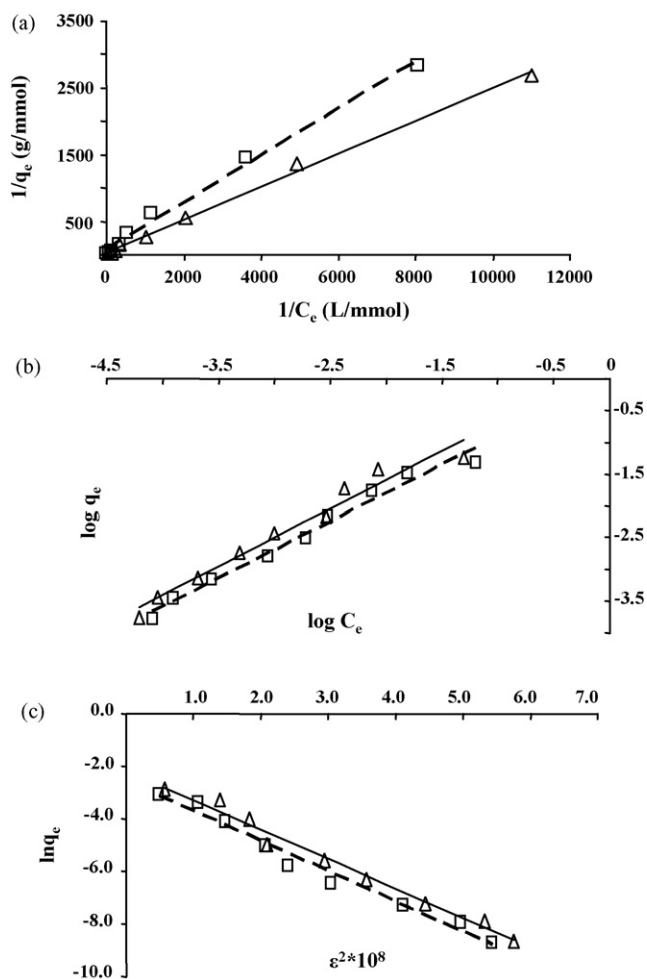 (a)
3500
2500
1500
500
1/qₑ (g/mmol)
0 2000 4000 6000 8000 10000 12000
1/Cₑ (L/mmol)
(b)
-4.5 -3.5 -2.5 -1.5 -0.5 0
-0.5
-1.5
-2.5
-3.5
log qₑ
log Cₑ
(c)
1.0 2.0 3.0 4.0 5.0 6.0 7.0
0.0
-2.0
-4.0
-6.0
-8.0
-10.0
lnqₑ
ε²*10⁸